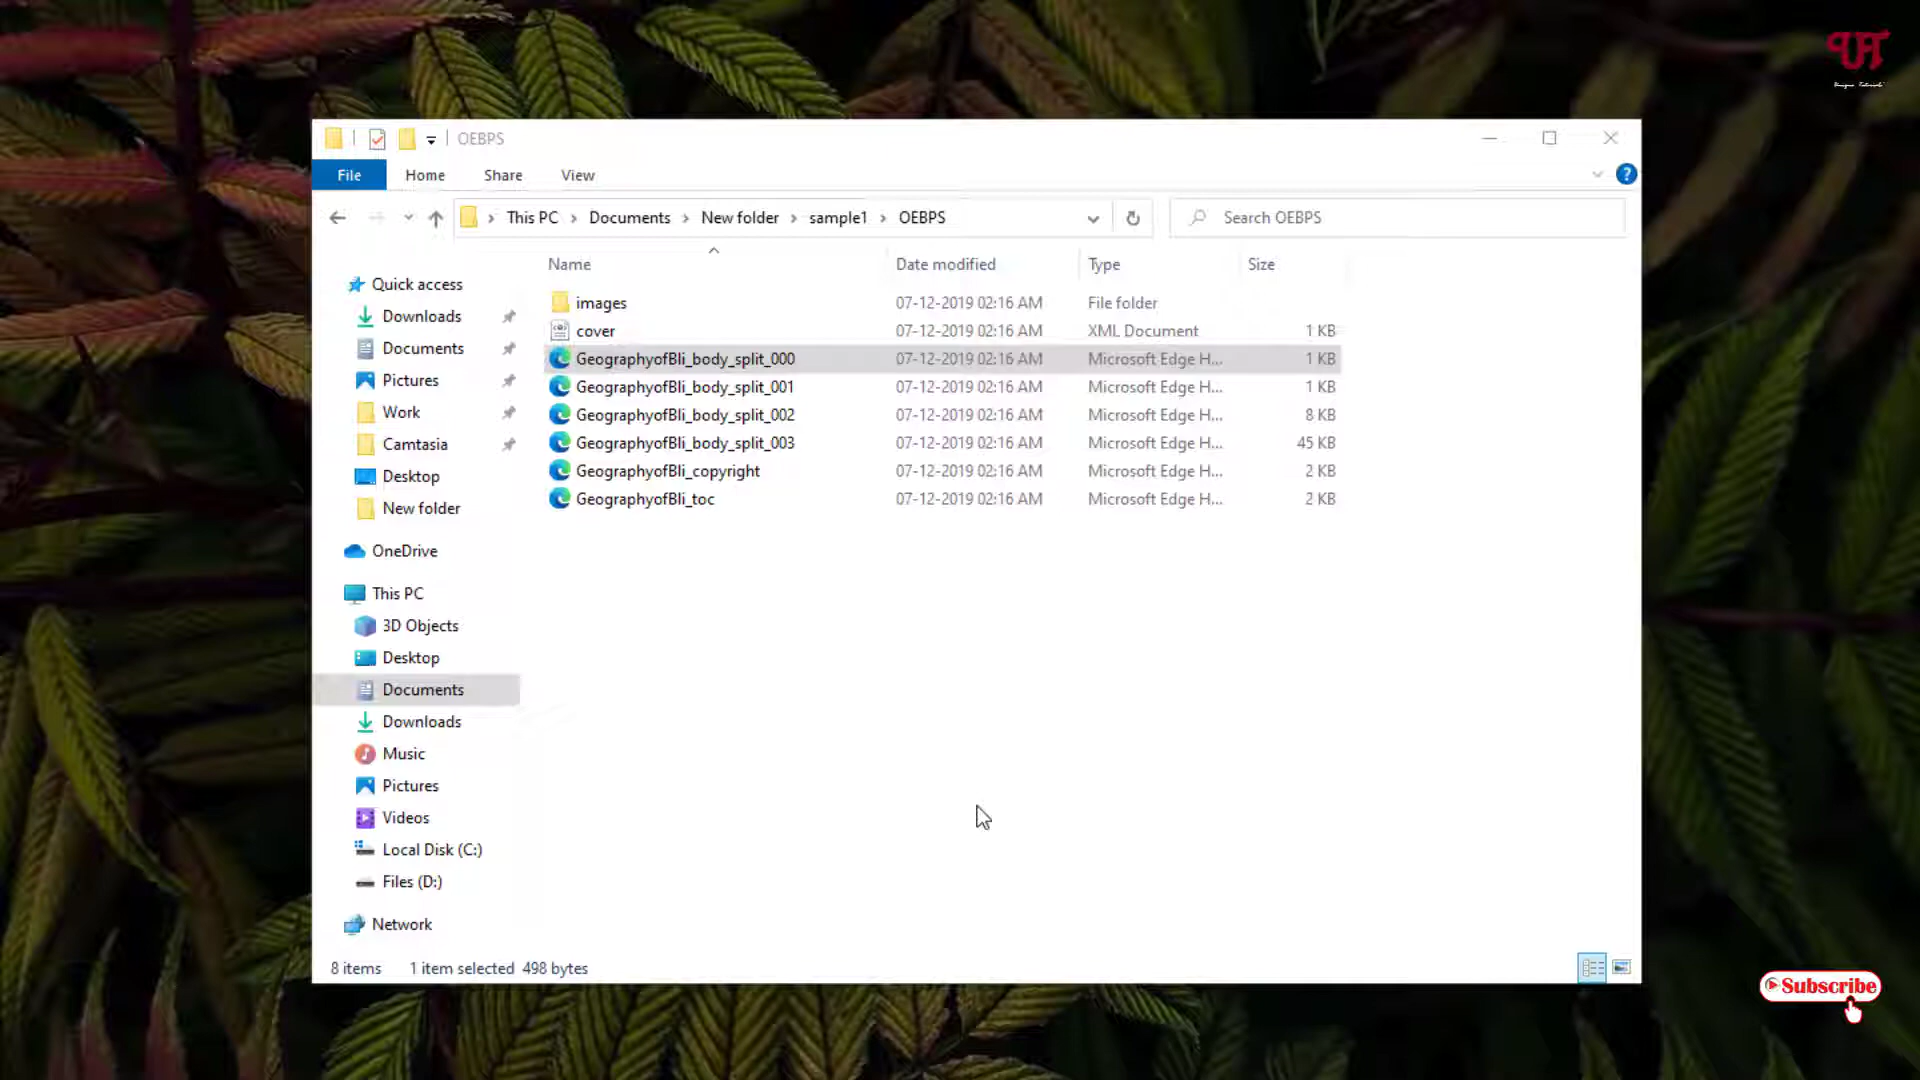 UT
Unique Tutorials
OEBPS
File Home Share View
This PC Documents New folder sample1 OEBPS
Search OEBPS
Name Date modified Type Size
images 07-12-2019 02:16 AM File folder
cover 07-12-2019 02:16 AM XML Document 1 KB
GeographyofBli_body_split_000 07-12-2019 02:16 AM Microsoft Edge H... 1 KB
GeographyofBli_body_split_001 07-12-2019 02:16 AM Microsoft Edge H... 1 KB
GeographyofBli_body_split_002 07-12-2019 02:16 AM Microsoft Edge H... 8 KB
GeographyofBli_body_split_003 07-12-2019 02:16 AM Microsoft Edge H... 45 KB
GeographyofBli_copyright 07-12-2019 02:16 AM Microsoft Edge H... 2 KB
GeographyofBli_toc 07-12-2019 02:16 AM Microsoft Edge H... 2 KB
Quick access
Downloads
Documents
Pictures
Work
Camtasia
Desktop
New folder
OneDrive
This PC
3D Objects
Desktop
Documents
Downloads
Music
Pictures
Videos
Local Disk (C:)
Files (D:)
Network
8 items 1 item selected 498 bytes
Subscribe